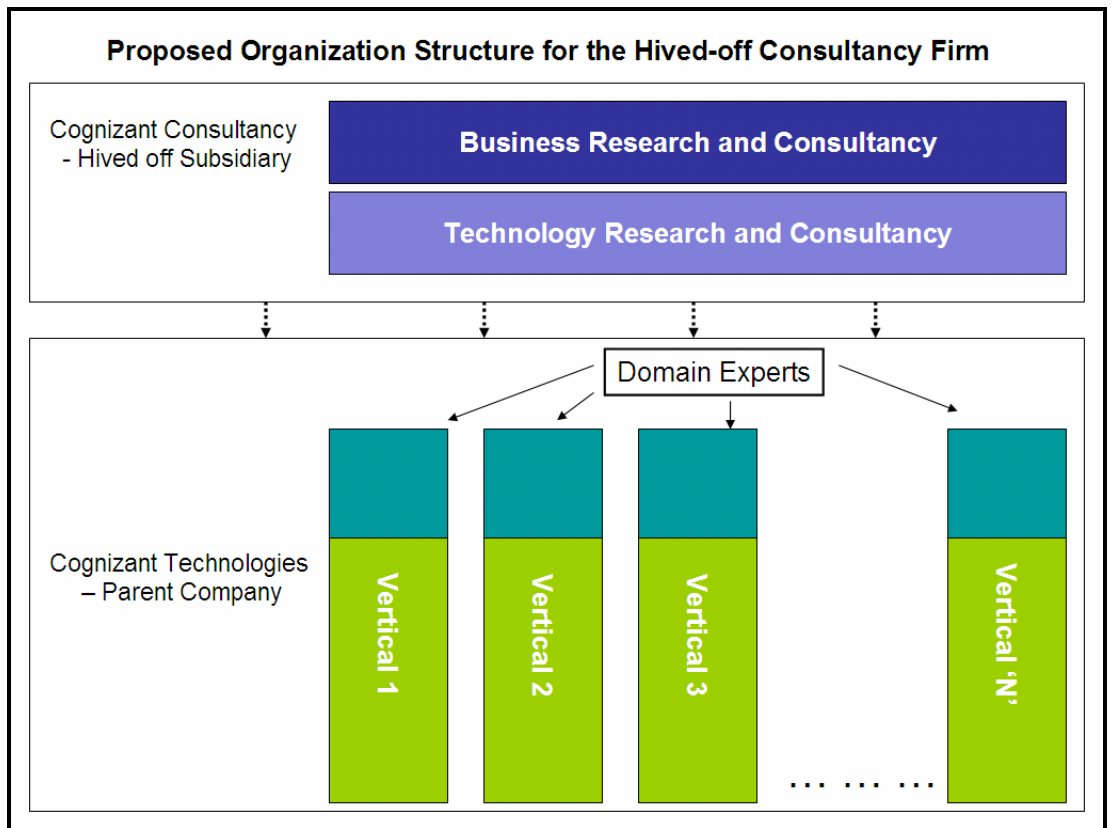 Proposed Organization Structure for the Hived-off Consultancy Firm
Cognizant Consultancy
- Hived off Subsidiary
Business Research and Consultancy
Technology Research and Consultancy
Domain Experts
Cognizant Technologies
– Parent Company
Vertical 1
Vertical 2
Vertical 3
... ... ...
Vertical ‘N’